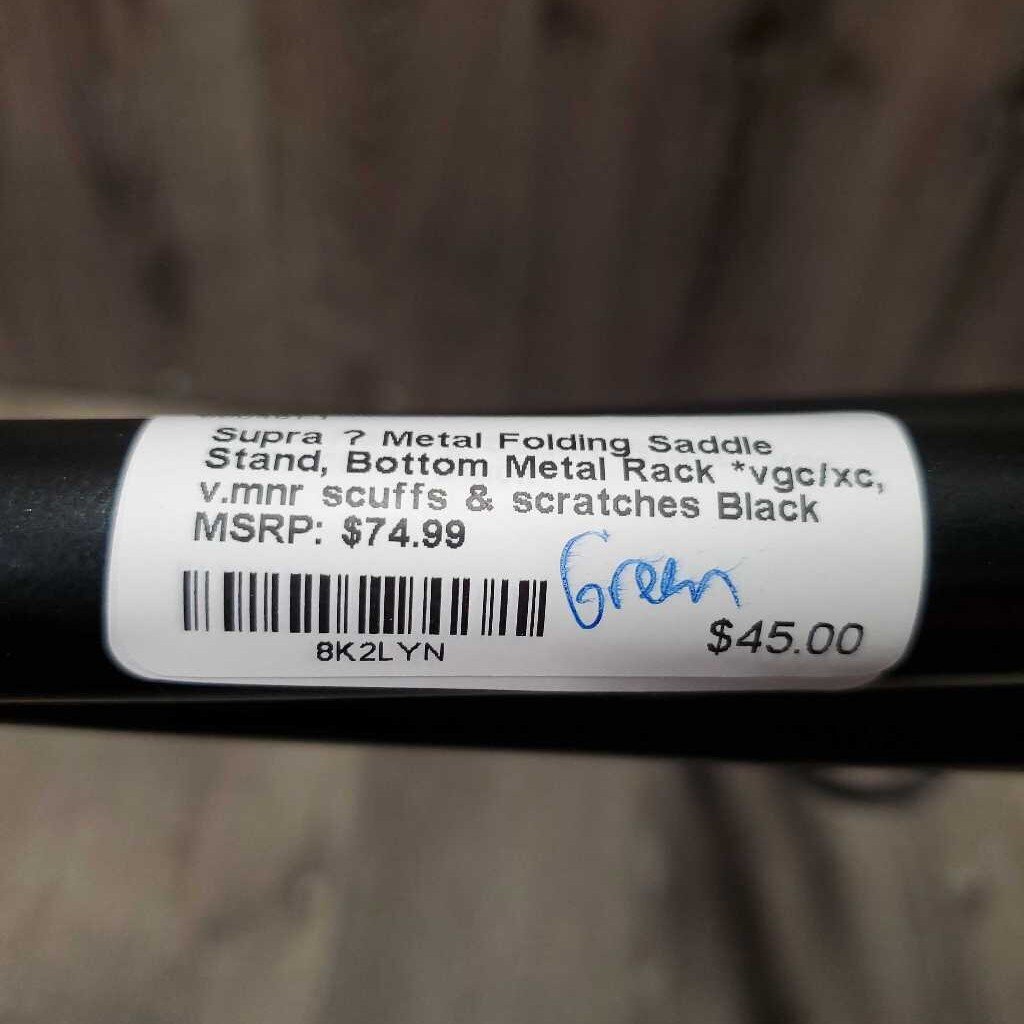 Supra ? Metal Folding Saddle
Stand, Bottom Metal Rack *vgc/xc,
v.mnr scuffs & scratches Black
MSRP: $74.99
Green
8K2LYN
$45.00